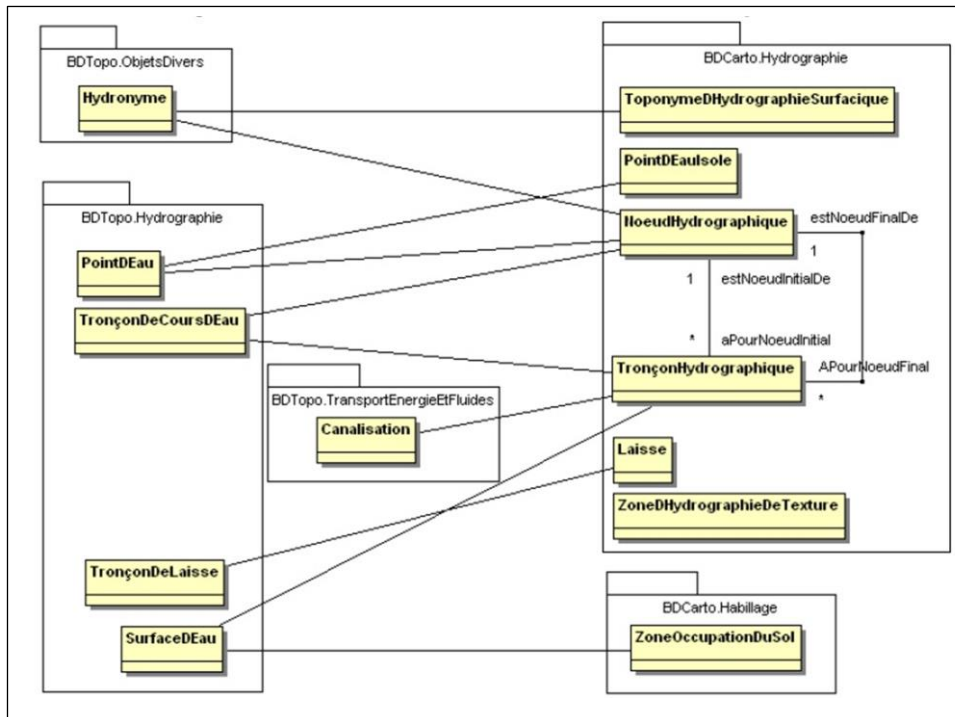 BDTopo.ObjetsDivers
Hydronyme
BDTopo.Hydrographie
PointDEau
TronçonDeCoursDEau
BDTopo.TransportEnergieEtFluides
Canalisation
TronçonDeLaisse
SurfaceDEau
BDCarto.Hydrographie
ToponymeDHydrographieSurfacique
PointDEauIsole
NoeudHydrographique
estNoeudFinalDe
1
1
estNoeudInitialDe
*
aPourNoeudInitial
TronçonHydrographique
APourNoeudFinal
*
Laisse
ZoneDHydrographieDeTexture
BDCarto.Habillage
ZoneOccupationDuSol